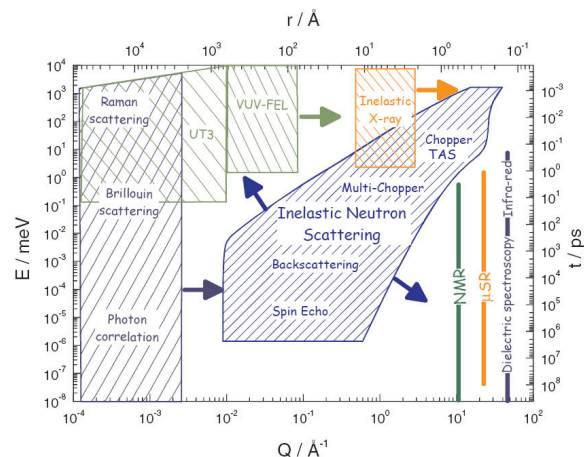 r / Å
10⁴ 10³ 10² 10¹ 10⁰ 10⁻¹
10⁴
10³
10²
10¹
10⁰
10⁻¹
10⁻²
10⁻³
10⁻⁴
10⁻⁵
10⁻⁶
10⁻⁷
10⁻⁸
E / meV
Raman
scattering
UT3
VUV-FEL
Inelastic
X-ray
Chopper
TAS
Brillouin
scattering
Multi-Chopper
Inelastic Neutron
Scattering
Backscattering
Spin Echo
Photon
correlation
NMR
µSR
Dielectric spectroscopy Infra-red
10⁻³
10⁻²
10⁻¹
10⁰
10¹
10²
10³
10⁴
10⁵
10⁶
10⁷
10⁸
t / ps
10⁻⁴ 10⁻³ 10⁻² 10⁻¹ 10⁰ 10¹ 10²
Q / Å⁻¹